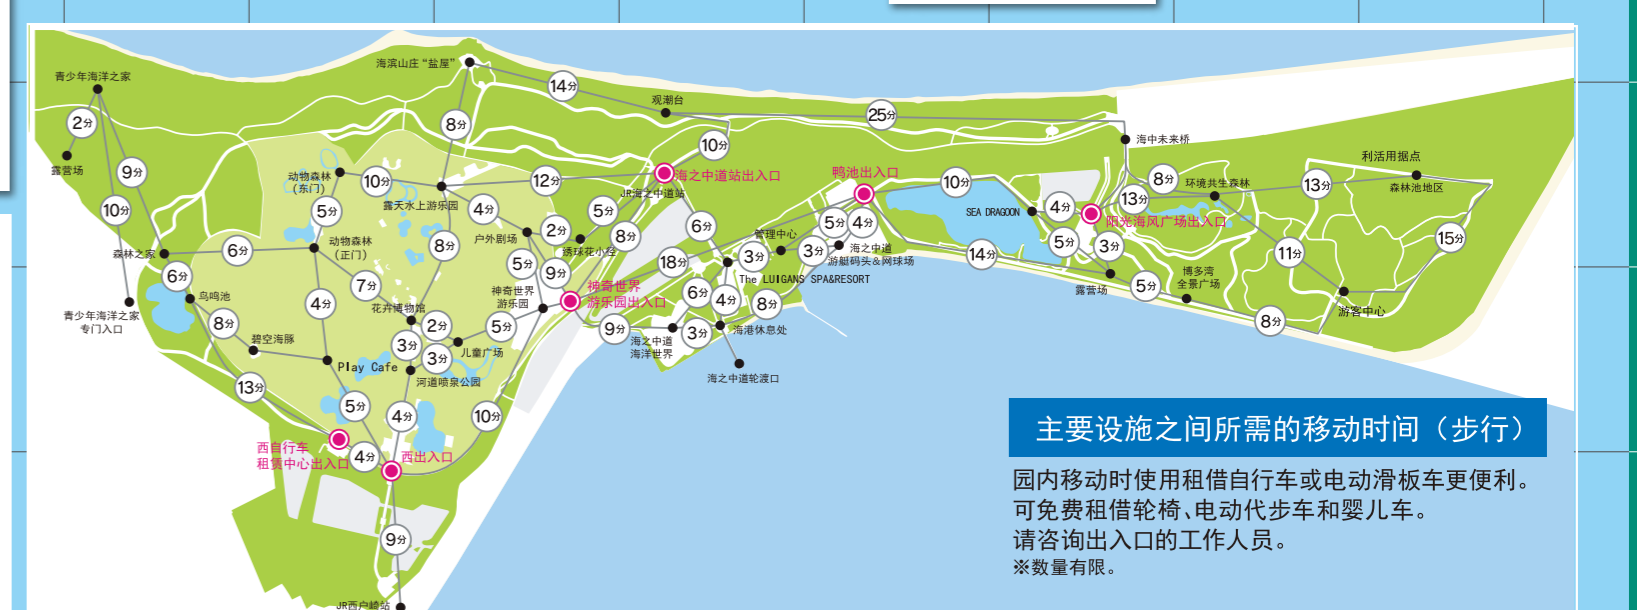 青少年海洋之家
2分
露营场
9分
10分
森林之家
青少年海洋之家
专门入口
6分
6分
鸟鸣池
8分
碧空海豚
13分
西自行车
租赁中心出入口
4分
西出入口
9分
JR西户崎站
海滨山庄“盐屋”
14分
8分
观潮台
25分
10分
动物森林
(东门)
10分
露天水上游乐园
12分
海之中道站出入口
JR海之中道站
5分
动物森林
(正门)
8分
4分
户外剧场
2分
5分
绣球花小径
8分
7分
4分
花卉博物馆
2分
3分
3分
儿童广场
5分
Play Cafe
河道喷泉公园
5分
4分
10分
5分
9分
神奇世界
游乐园
神奇世界
游乐园出入口
6分
18分
9分
海之中道
海洋世界
3分
6分
4分
3分
管理中心
The LUIGANS SPA&RESORT
8分
海港休息处
海之中道轮渡口
鸭池出入口
5分
4分
3分
海之中道
游艇码头&网球场
10分
14分
SEA DRAGOON
4分
5分
3分
阳光海风广场出入口
13分
8分
海中未来桥
环境共生森林
13分
利活用据点
森林池地区
15分
11分
游客中心
露营场
5分
博多湾
全景广场
8分
主要设施之间所需的移动时间（步行）
园内移动时使用租借自行车或电动滑板车更便利。
可免费租借轮椅、电动代步车和婴儿车。
请咨询出入口的工作人员。
※数量有限。